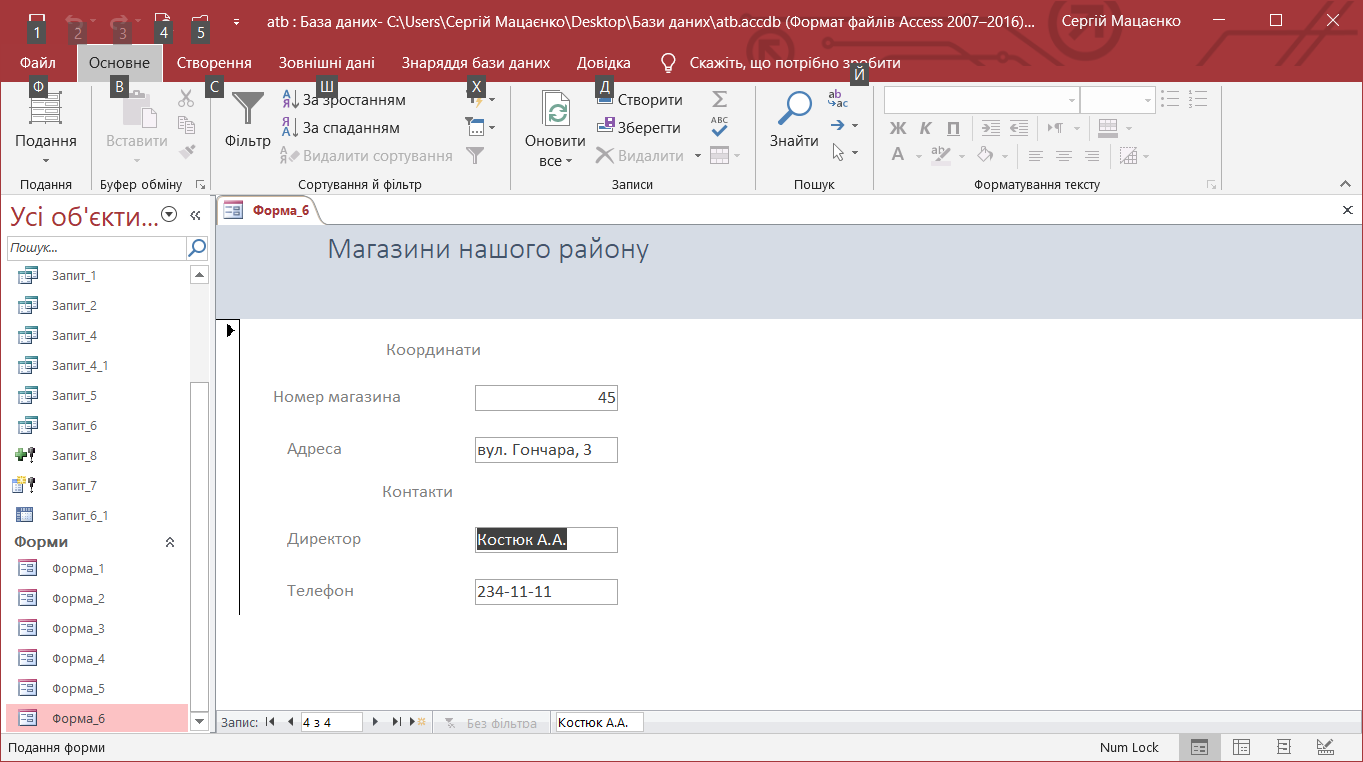 1 2 3 4 5
atb : База даних- C:\Users\Сергій Мацаєнко\Desktop\Бази даних\atb.accdb (Формат файлів Access 2007–2016)... Сергій Мацаєнко
Файл Основне Створення Зовнішні дані Знаряддя бази даних Довідка Скажіть, що потрібно зробити
Ф В С Ш Х Д Й
За зростанням Створити
За спаданням Зберегти
Подання Вставити Фільтр Оновити все Знайти
Видалити сортування Видалити
Ж К П
Подання Буфер обміну Сортування й фільтр Записи Пошук Форматування тексту
Усі об'єкти...
Пошук...
Запит_1
Запит_2
Запит_4
Запит_4_1
Запит_5
Запит_6
Запит_8
Запит_7
Запит_6_1
Форми
Форма_1
Форма_2
Форма_3
Форма_4
Форма_5
Форма_6
Форма_6
Магазини нашого району
Координати
Номер магазина 45
Адреса вул. Гончара, 3
Контакти
Директор Костюк А.А.
Телефон 234-11-11
Запис: 4 з 4 Без фільтра Костюк А.А.
Подання форми Num Lock